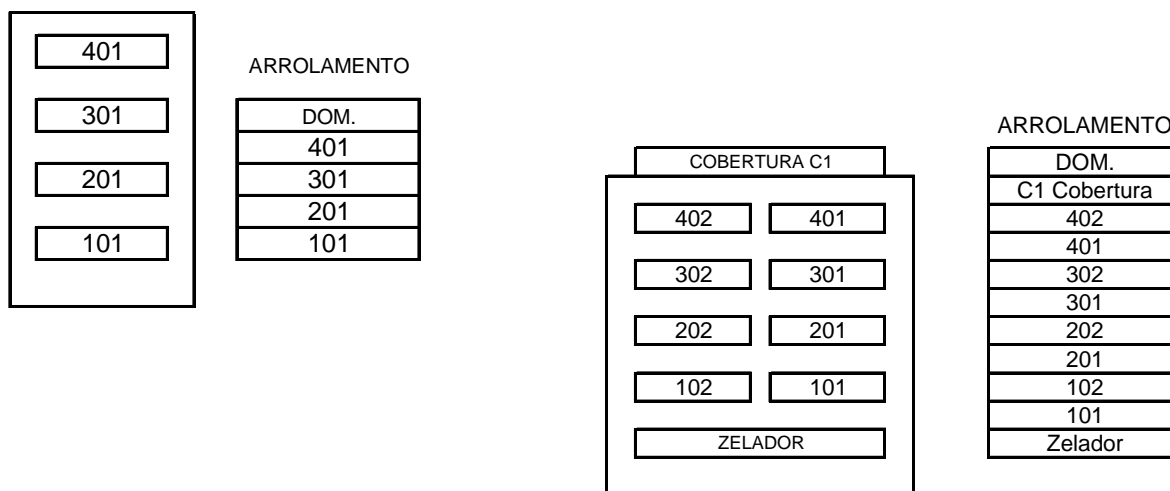 401
301
201
101
ARROLAMENTO
DOM.
401
301
201
101
COBERTURA C1
402 401
302 301
202 201
102 101
ZELADOR
ARROLAMENTO
DOM.
C1 Cobertura
402
401
302
301
202
201
102
101
Zelador